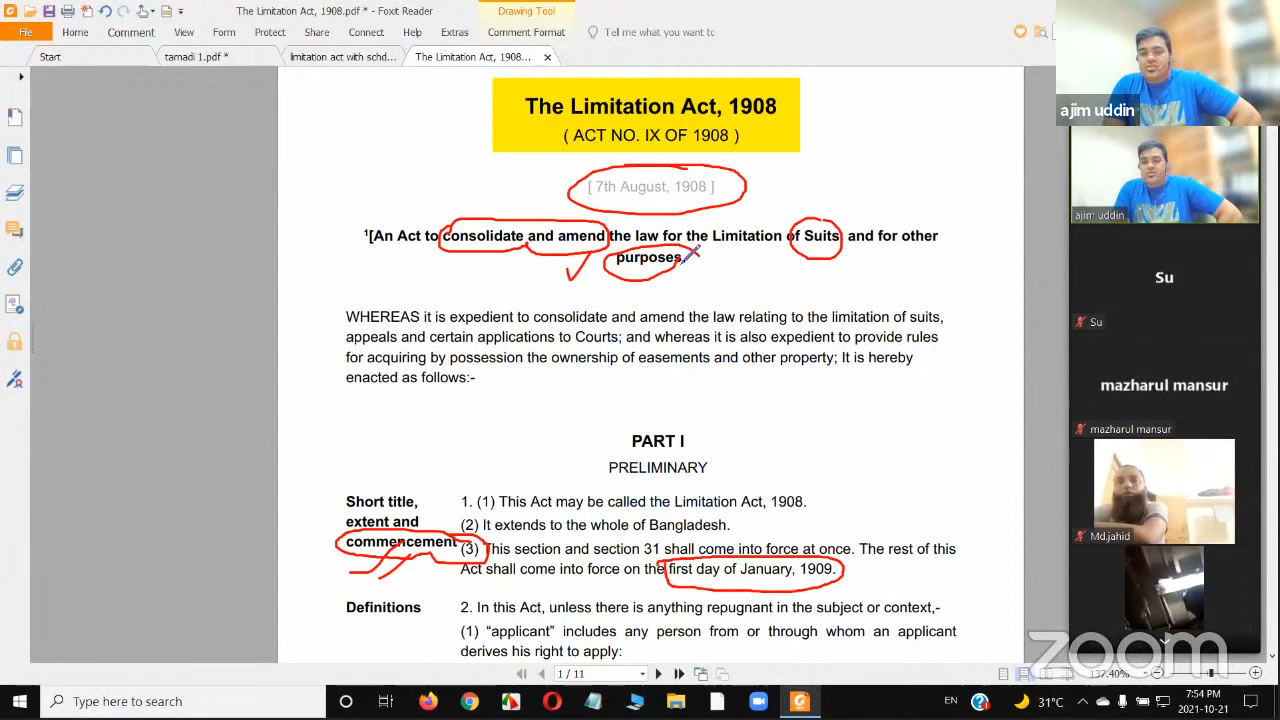 The Limitation Act, 1908.pdf * - Foxit Reader
Drawing Tool
File
Home
Comment
View
Form
Protect
Share
Connect
Help
Extras
Comment Format
Tell me what you want to
Start
tamadi 1.pdf *
limitation act with schd...
The Limitation Act, 1908...
The Limitation Act, 1908
( ACT NO. IX OF 1908 )
[ 7th August, 1908 ]
1[An Act to consolidate and amend the law for the Limitation of Suits, and for other
purposes.
WHEREAS it is expedient to consolidate and amend the law relating to the limitation of suits,
appeals and certain applications to Courts; and whereas it is also expedient to provide rules
for acquiring by possession the ownership of easements and other property; It is hereby
enacted as follows:-
PART I
PRELIMINARY
Short title,
extent and
commencement
1. (1) This Act may be called the Limitation Act, 1908.
(2) It extends to the whole of Bangladesh.
(3) This section and section 31 shall come into force at once. The rest of this
Act shall come into force on the first day of January, 1909.
Definitions
2. In this Act, unless there is anything repugnant in the subject or context,-
(1) “applicant” includes any person from or through whom an applicant
derives his right to apply:
ajim uddin
ajim uddin
Su
Su
mazharul mansur
mazharul mansur
Md.jahid
zoom
1 / 11
137.40%
Type here to search
EN
31°C
7:54 PM
2021-10-21